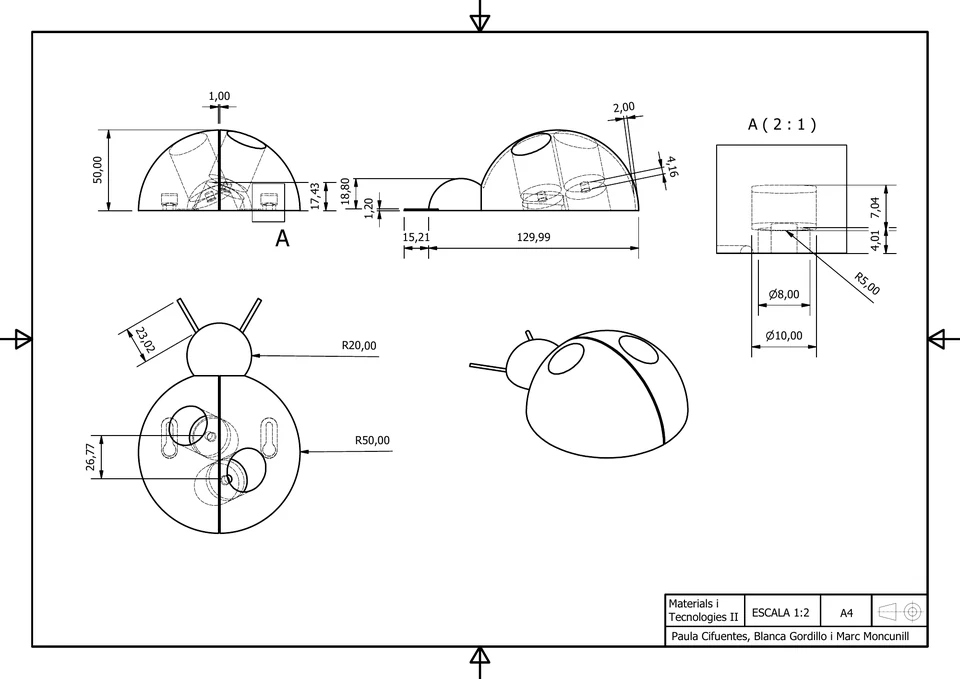 1,00
2,00
A ( 2 : 1 )
50,00
17,43
18,80
1,20
4,16
7,04
4,01
A
15,21
129,99
R5,00
Ø8,00
Ø10,00
23,02
R20,00
R50,00
26,77
Materials i
Tecnologies II
ESCALA 1:2
A4
Paula Cifuentes, Blanca Gordillo i Marc Moncunill